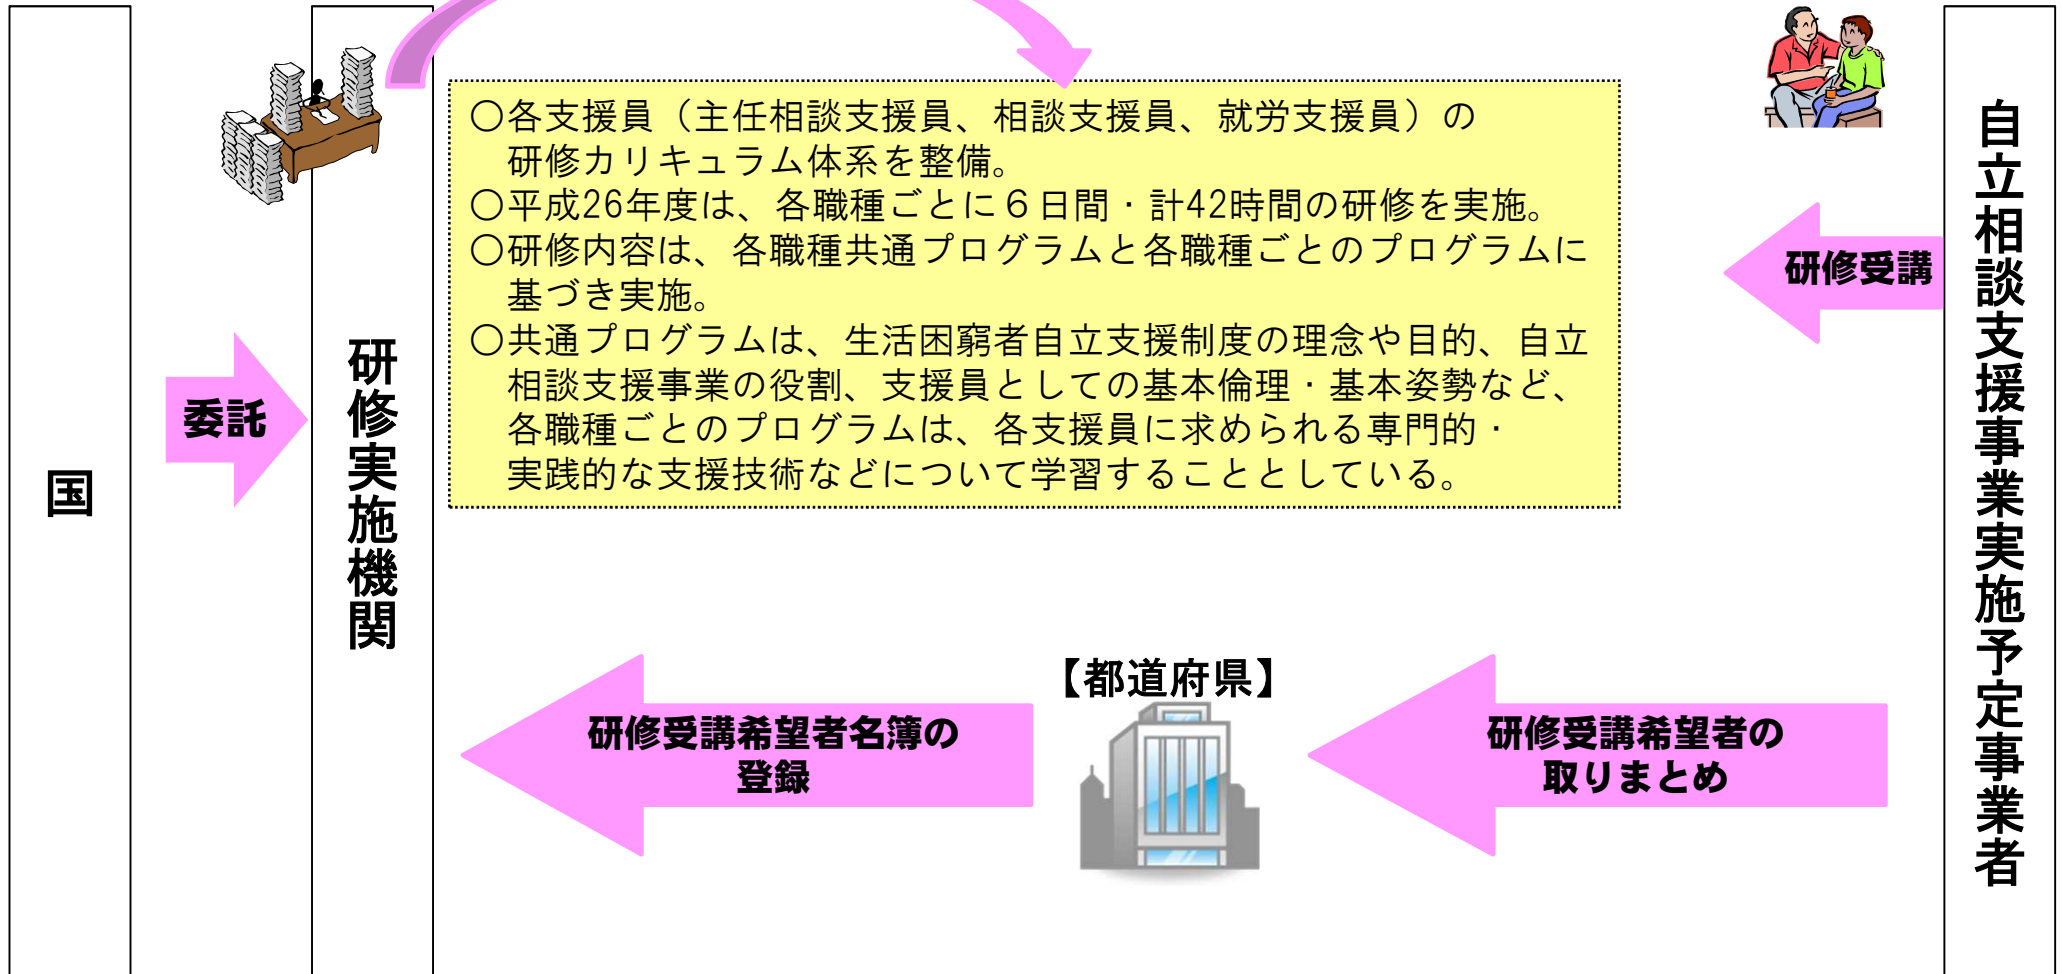 国
委託
研修実施機関
○各支援員（主任相談支援員、相談支援員、就労支援員）の
研修カリキュラム体系を整備。
○平成26年度は、各職種ごとに６日間・計42時間の研修を実施。
○研修内容は、各職種共通プログラムと各職種ごとのプログラムに
基づき実施。
○共通プログラムは、生活困窮者自立支援制度の理念や目的、自立
相談支援事業の役割、支援員としての基本倫理・基本姿勢など、
各職種ごとのプログラムは、各支援員に求められる専門的・
実践的な支援技術などについて学習することとしている。
研修受講
自立相談支援事業実施予定事業者
【都道府県】
研修受講希望者名簿の
登録
研修受講希望者の
取りまとめ